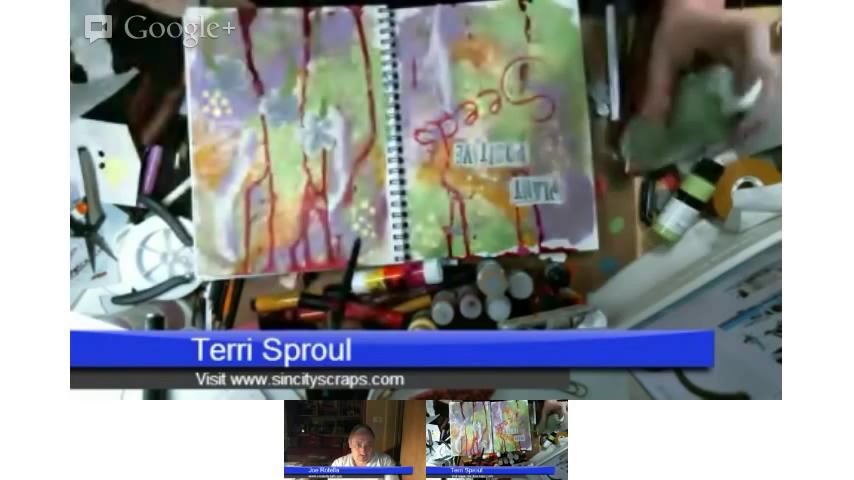 Google+
Seeds
POSITIVE
PLANT
Terri Sproul
Visit www.sincityscraps.com
Joe Rotella
Terri Sproul